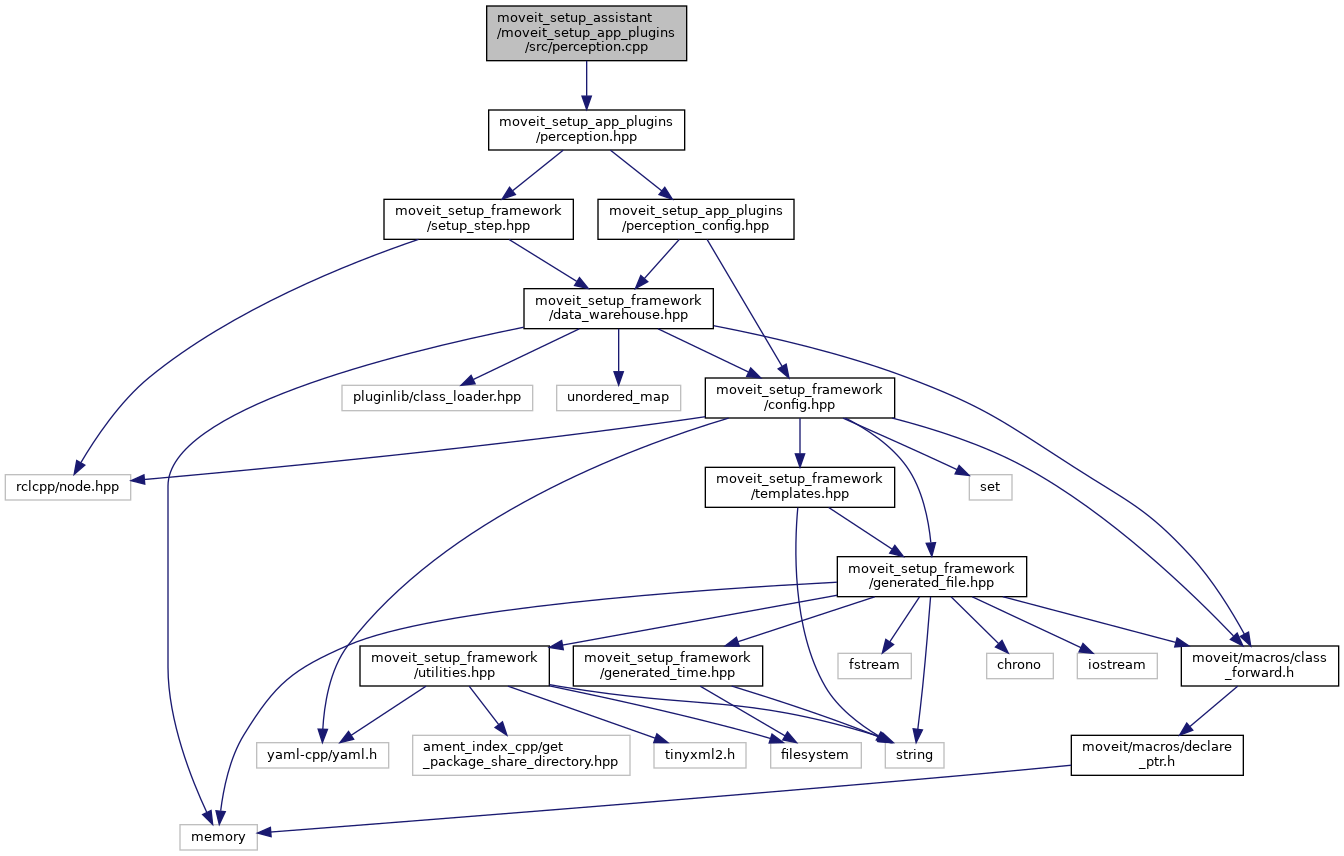 moveit_setup_assistant
/moveit_setup_app_plugins
/src/perception.cpp
moveit_setup_app_plugins
/perception.hpp
moveit_setup_framework
/setup_step.hpp
moveit_setup_app_plugins
/perception_config.hpp
moveit_setup_framework
/data_warehouse.hpp
pluginlib/class_loader.hpp
unordered_map
moveit_setup_framework
/config.hpp
rclcpp/node.hpp
moveit_setup_framework
/templates.hpp
set
moveit_setup_framework
/generated_file.hpp
moveit_setup_framework
/utilities.hpp
moveit_setup_framework
/generated_time.hpp
fstream
chrono
iostream
moveit/macros/class
_forward.h
yaml-cpp/yaml.h
ament_index_cpp/get
_package_share_directory.hpp
tinyxml2.h
filesystem
string
moveit/macros/declare
_ptr.h
memory